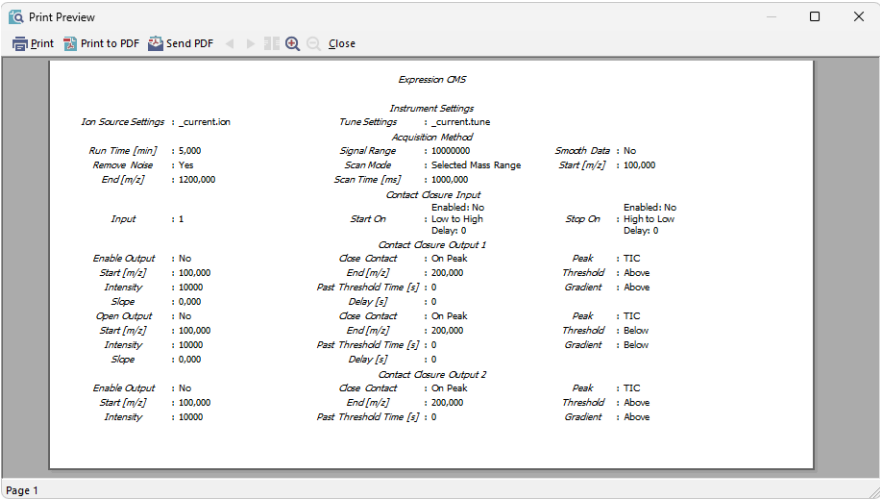 Print Preview
Print Print to PDF Send PDF Close
Expression CMS
Instrument Settings
Ion Source Settings : _current.ion Tune Settings : _current.tune
Acquisition Method
Run Time [min] : 5,000 Signal Range : 10000000 Smooth Data : No
Remove Noise : Yes Scan Mode : Selected Mass Range Start [m/z] : 100,000
End [m/z] : 1200,000 Scan Time [ms] : 1000,000
Contact Closure Input
Enabled: No Enabled: No
Input : 1 Start On : Low to High Stop On : High to Low
Delay: 0 Delay: 0
Contact Closure Output 1
Enable Output : No Close Contact : On Peak Peak : TIC
Start [m/z] : 100,000 End [m/z] : 200,000 Threshold : Above
Intensity : 10000 Past Threshold Time [s] : 0 Gradient : Above
Slope : 0,000 Delay [s] : 0
Open Output : No Close Contact : On Peak Peak : TIC
Start [m/z] : 100,000 End [m/z] : 200,000 Threshold : Below
Intensity : 10000 Past Threshold Time [s] : 0 Gradient : Below
Slope : 0,000 Delay [s] : 0
Contact Closure Output 2
Enable Output : No Close Contact : On Peak Peak : TIC
Start [m/z] : 100,000 End [m/z] : 200,000 Threshold : Above
Intensity : 10000 Past Threshold Time [s] : 0 Gradient : Above
Page 1